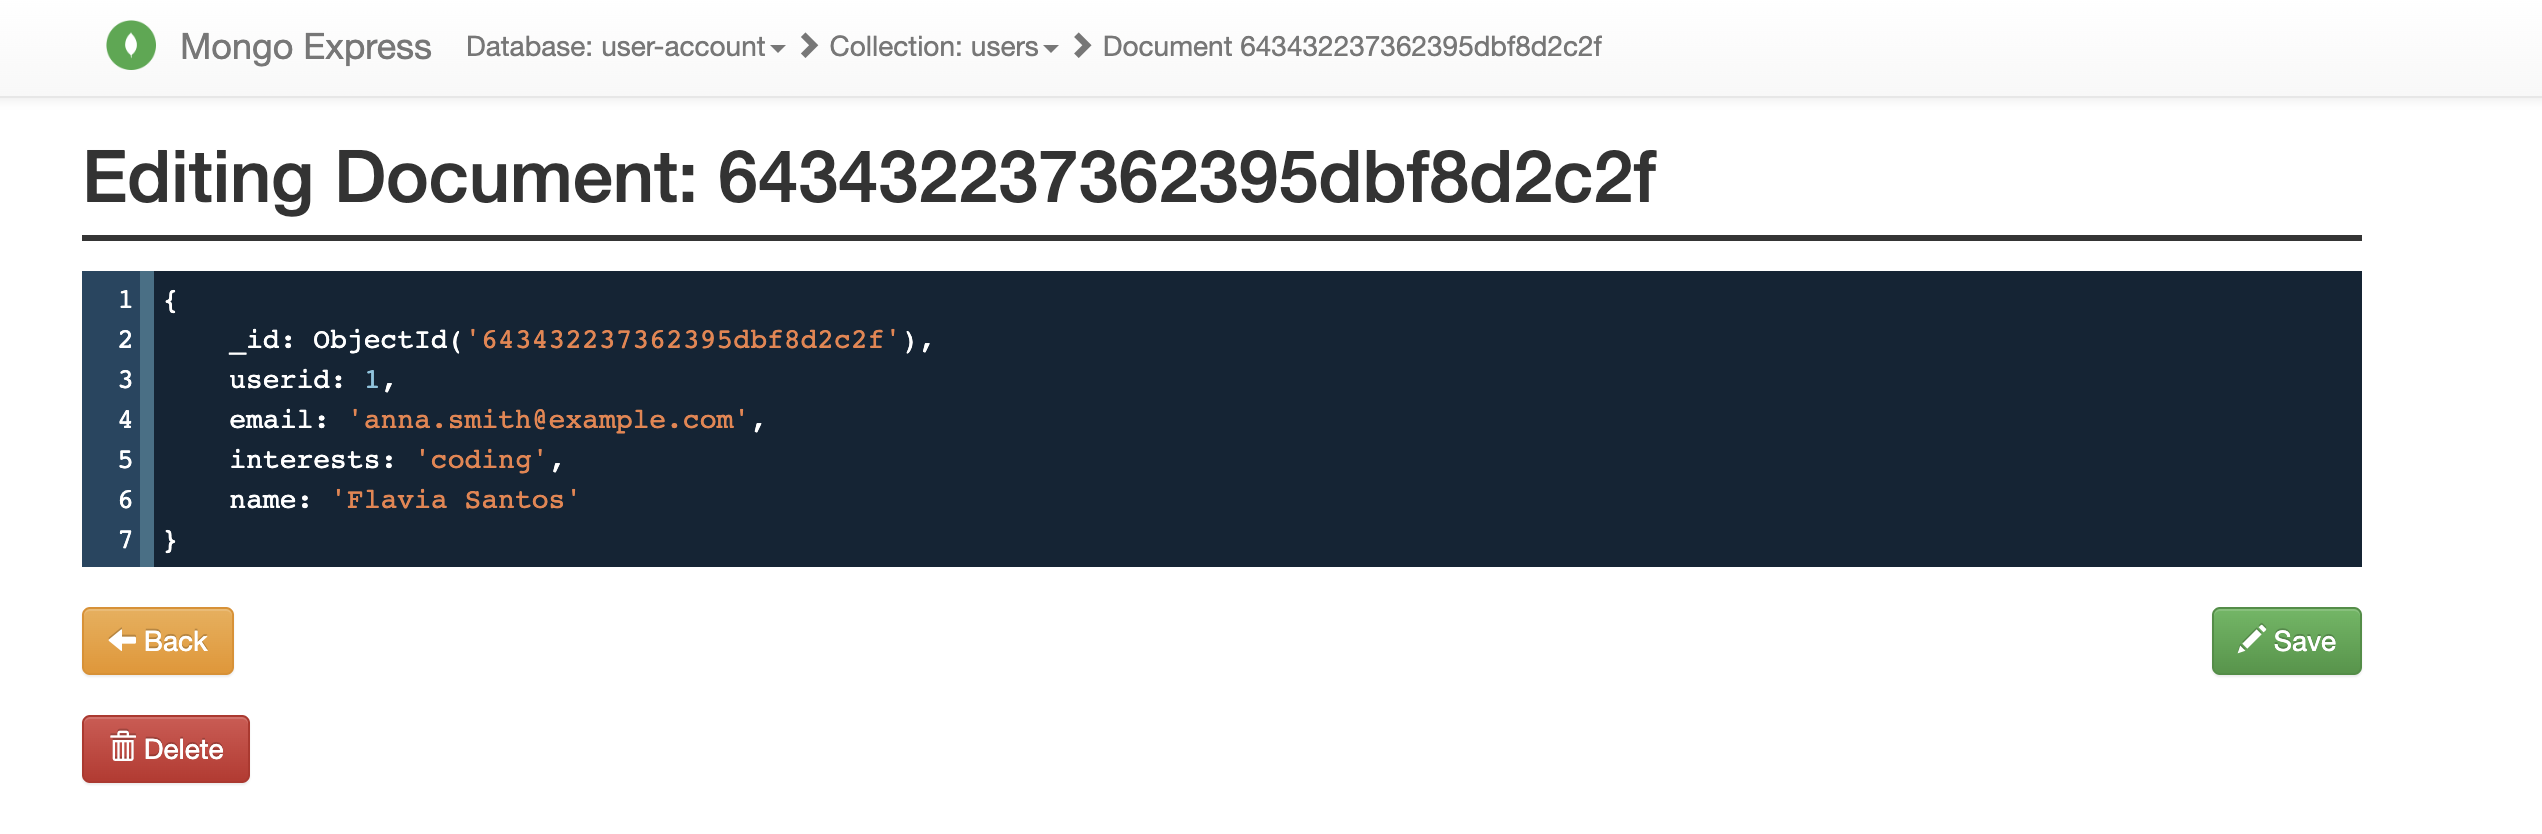 Mongo Express Database: user-account Collection: users Document 643432237362395dbf8d2c2f
Editing Document: 643432237362395dbf8d2c2f
1 {
2 _id: ObjectId('643432237362395dbf8d2c2f'),
3 userid: 1,
4 email: 'anna.smith@example.com',
5 interests: 'coding',
6 name: 'Flavia Santos'
7 }
Back
Save
Delete